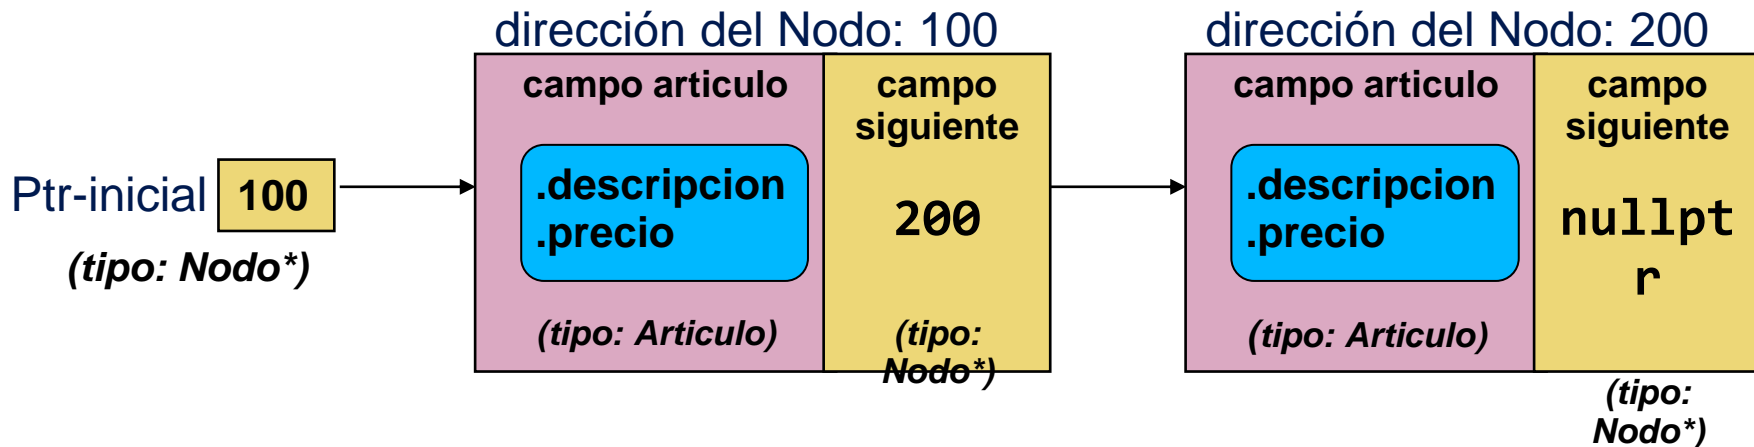 dirección del Nodo: 100
dirección del Nodo: 200
Ptr-inicial
100
(tipo: Nodo*)
campo articulo
.descripcion
.precio
(tipo: Articulo)
campo
siguiente
200
(tipo:
Nodo*)
campo articulo
.descripcion
.precio
(tipo: Articulo)
campo
siguiente
nullpt
r
(tipo:
Nodo*)